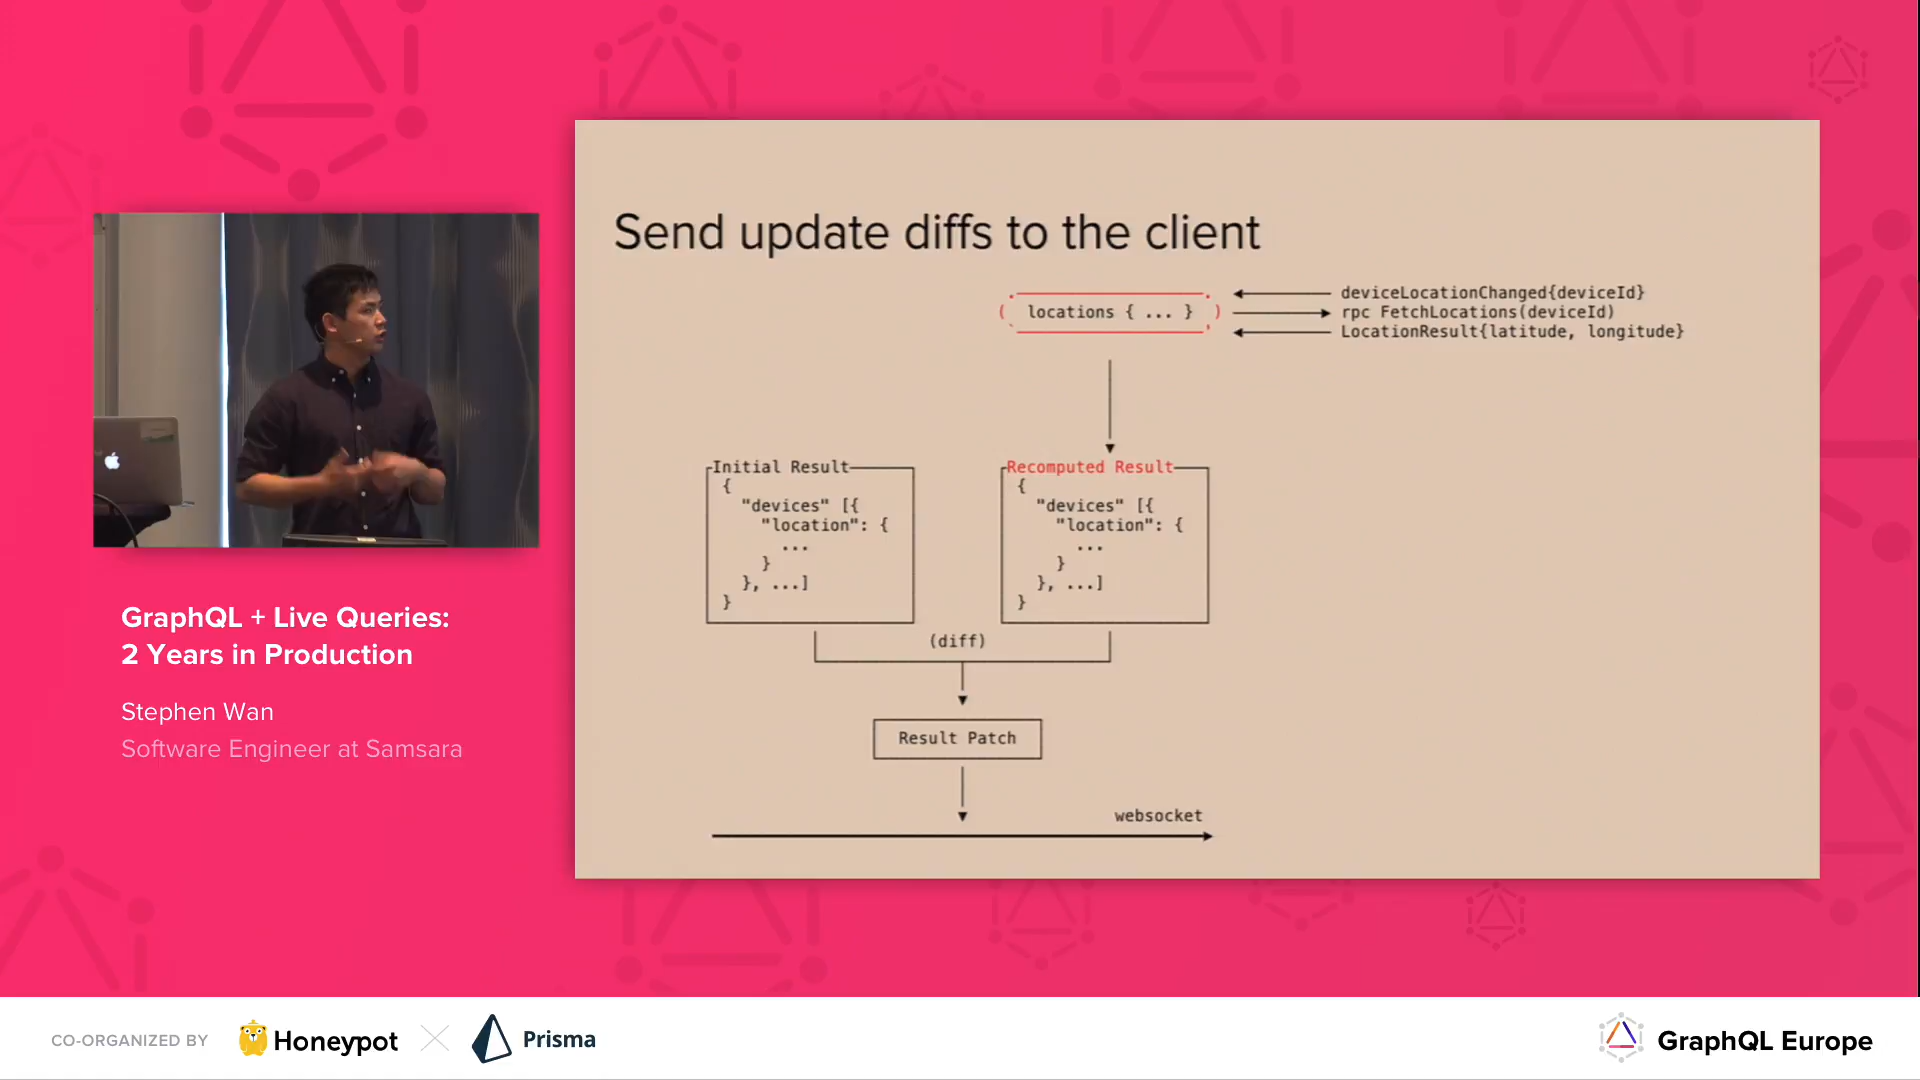 Send update diffs to the client
locations { ... }
deviceLocationChanged{deviceId}
rpc FetchLocations(deviceId)
LocationResult{latitude, longitude}
Initial Result
{
"devices" [{
"location": {
...
}
}, ...]
}
Recomputed Result
{
"devices" [{
"location": {
...
}
}, ...]
}
(diff)
Result Patch
websocket
GraphQL + Live Queries:
2 Years in Production
Stephen Wan
Software Engineer at Samsara
CO-ORGANIZED BY
Honeypot
Prisma
GraphQL Europe